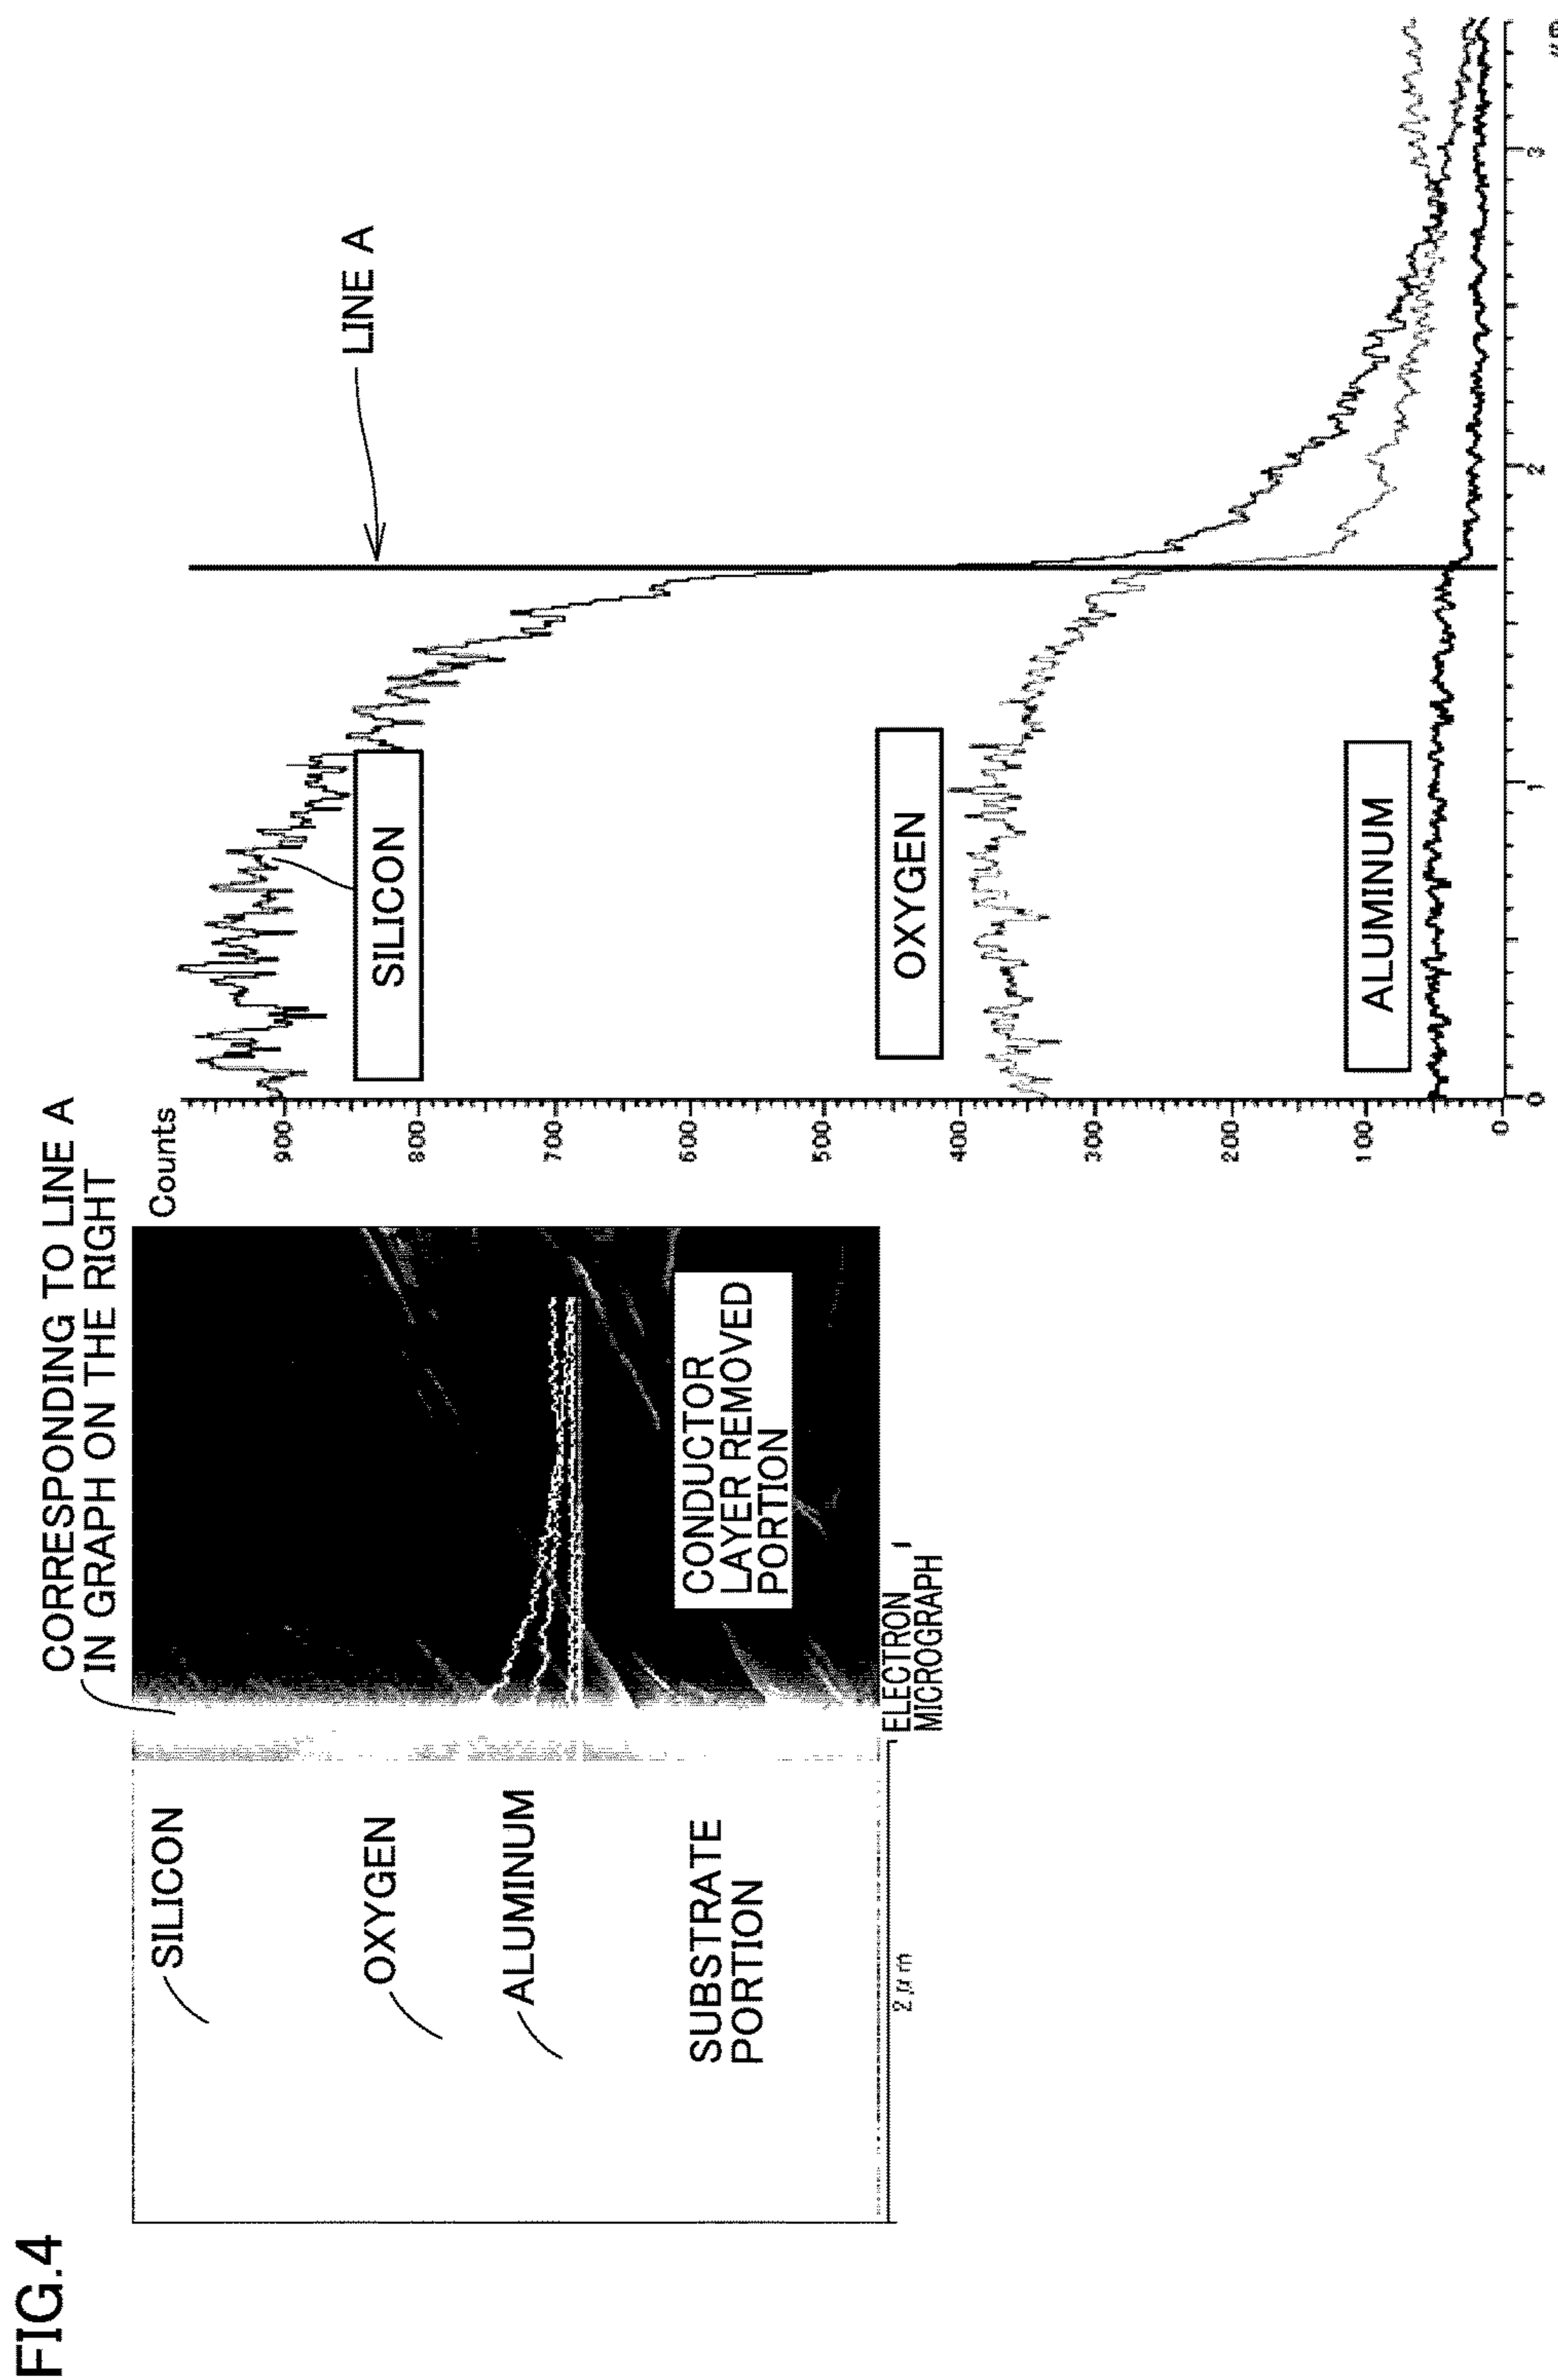 FIG.4
CORRESPONDING TO LINE A
IN GRAPH ON THE RIGHT
SILICON
OXYGEN
ALUMINUM
SUBSTRATE
PORTION
CONDUCTOR
LAYER REMOVED
PORTION
2μm
ELECTRON
MICROGRAPH
Counts
900
800
700
600
500
400
300
200
100
0
LINE A
SILICON
OXYGEN
ALUMINUM
0
1
2
3